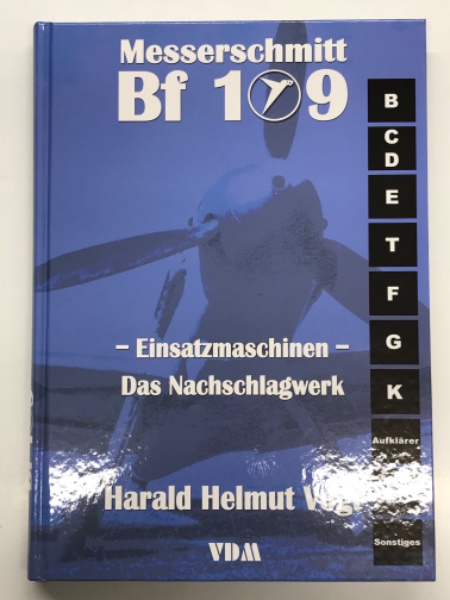 Messerschmitt
Bf 109
B
C
D
E
T
F
G
K
Aufklärer
Sonstiges
– Einsatzmaschinen –
Das Nachschlagwerk
Harald Helmut
VDM